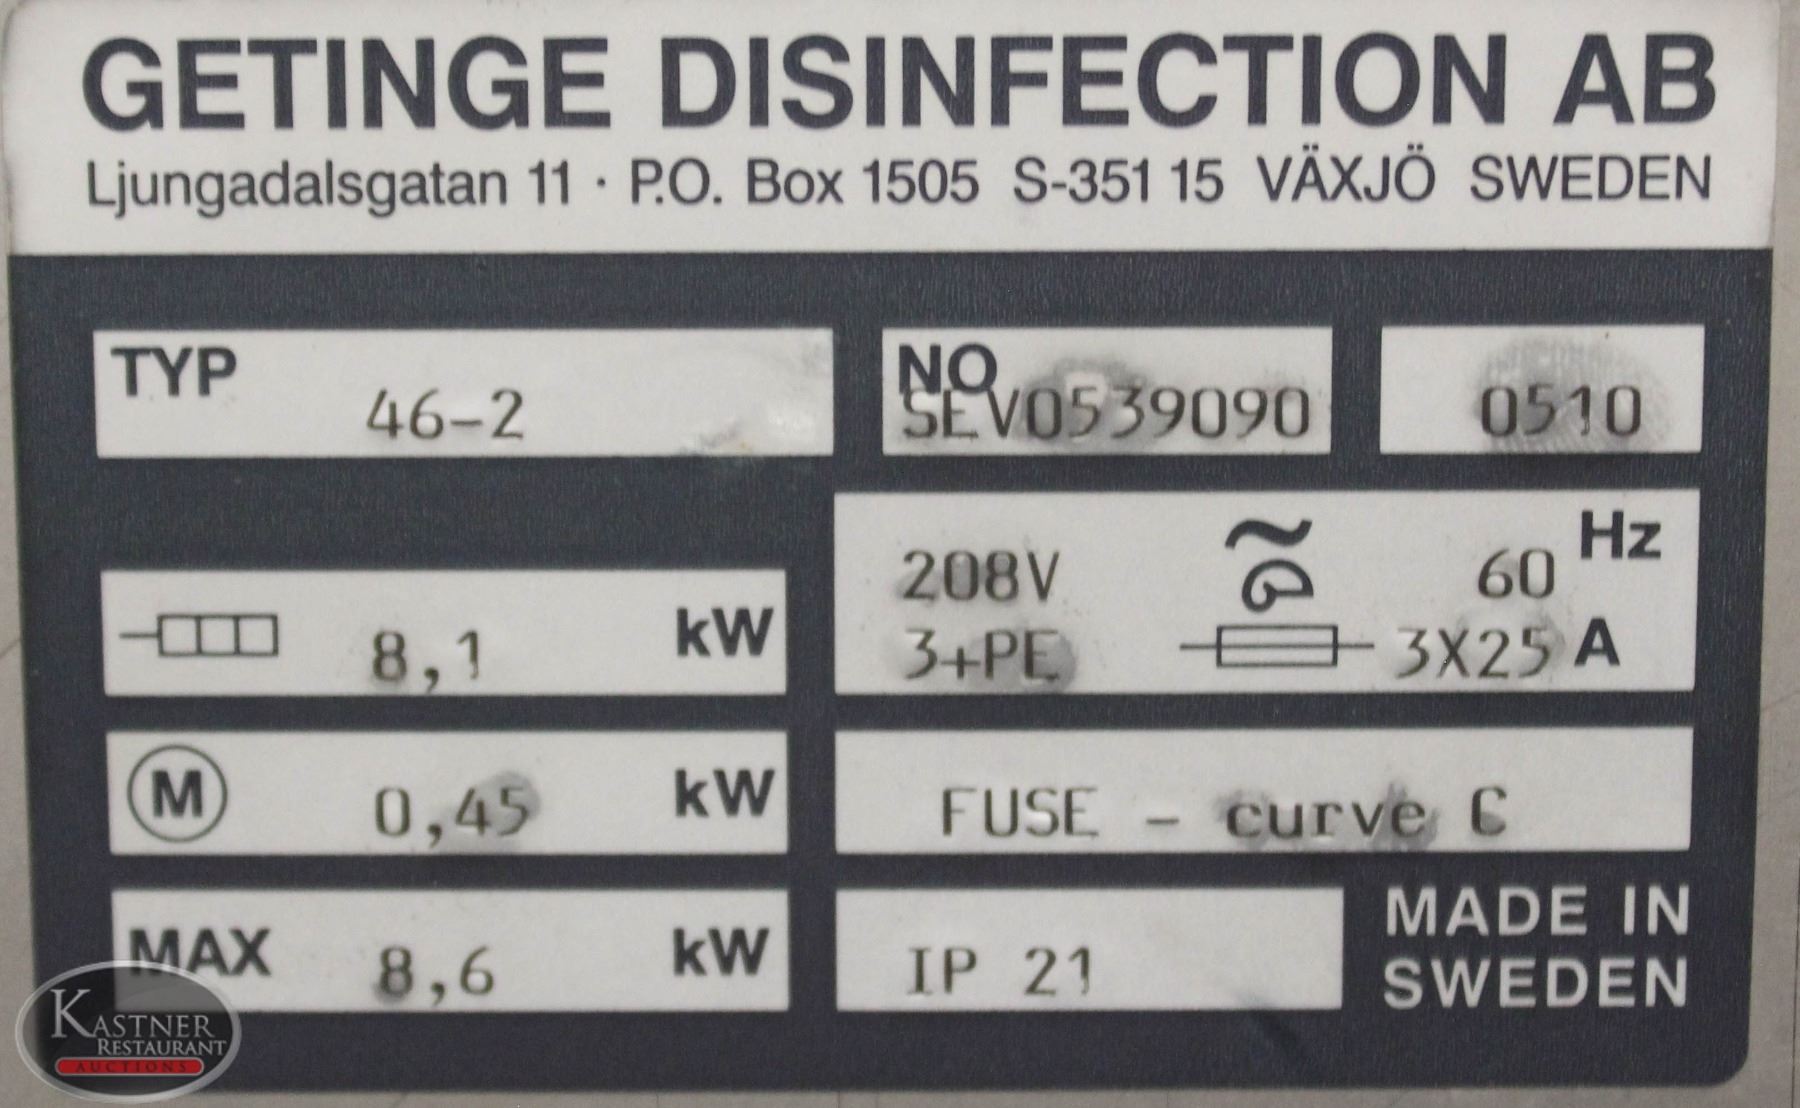 GETINGE DISINFECTION AB
Ljungadalsgatan 11 · P.O. Box 1505 S-351 15 VÄXJÖ SWEDEN
TYP 46-2
NO SEV0539090
0510
208V ~ 60 Hz
3+PE 3X25 A
8,1 kW
M 0,45 kW
FUSE - curve C
MAX 8,6 kW
IP 21
MADE IN
SWEDEN
KASTNER
RESTAURANT
AUCTIONS